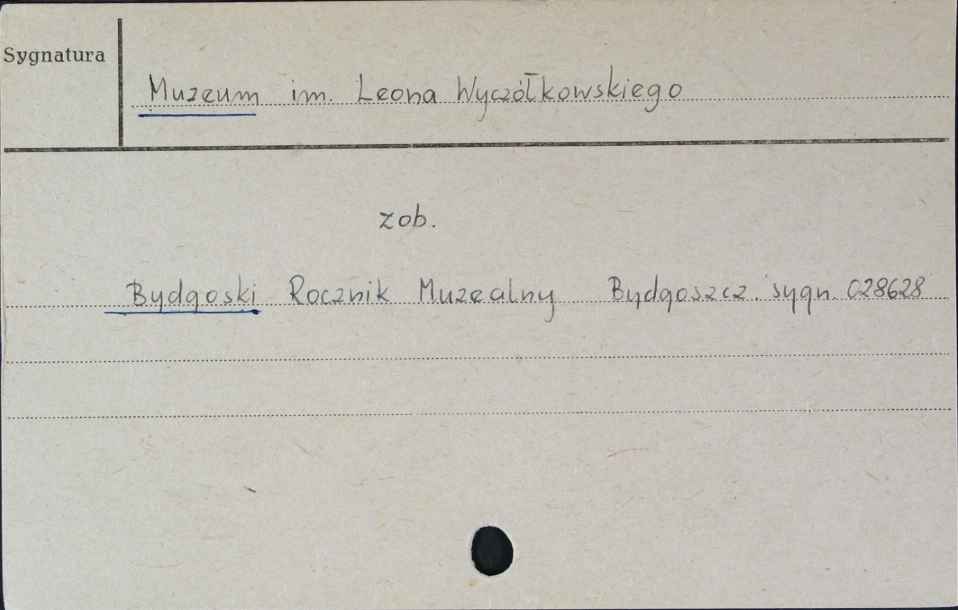 Sygnatura
Muzeum im. Leona Wyczółkowskiego
zob.
Bydgoski Rocznik Muzealny Bydgoszcz. sygn. C28628